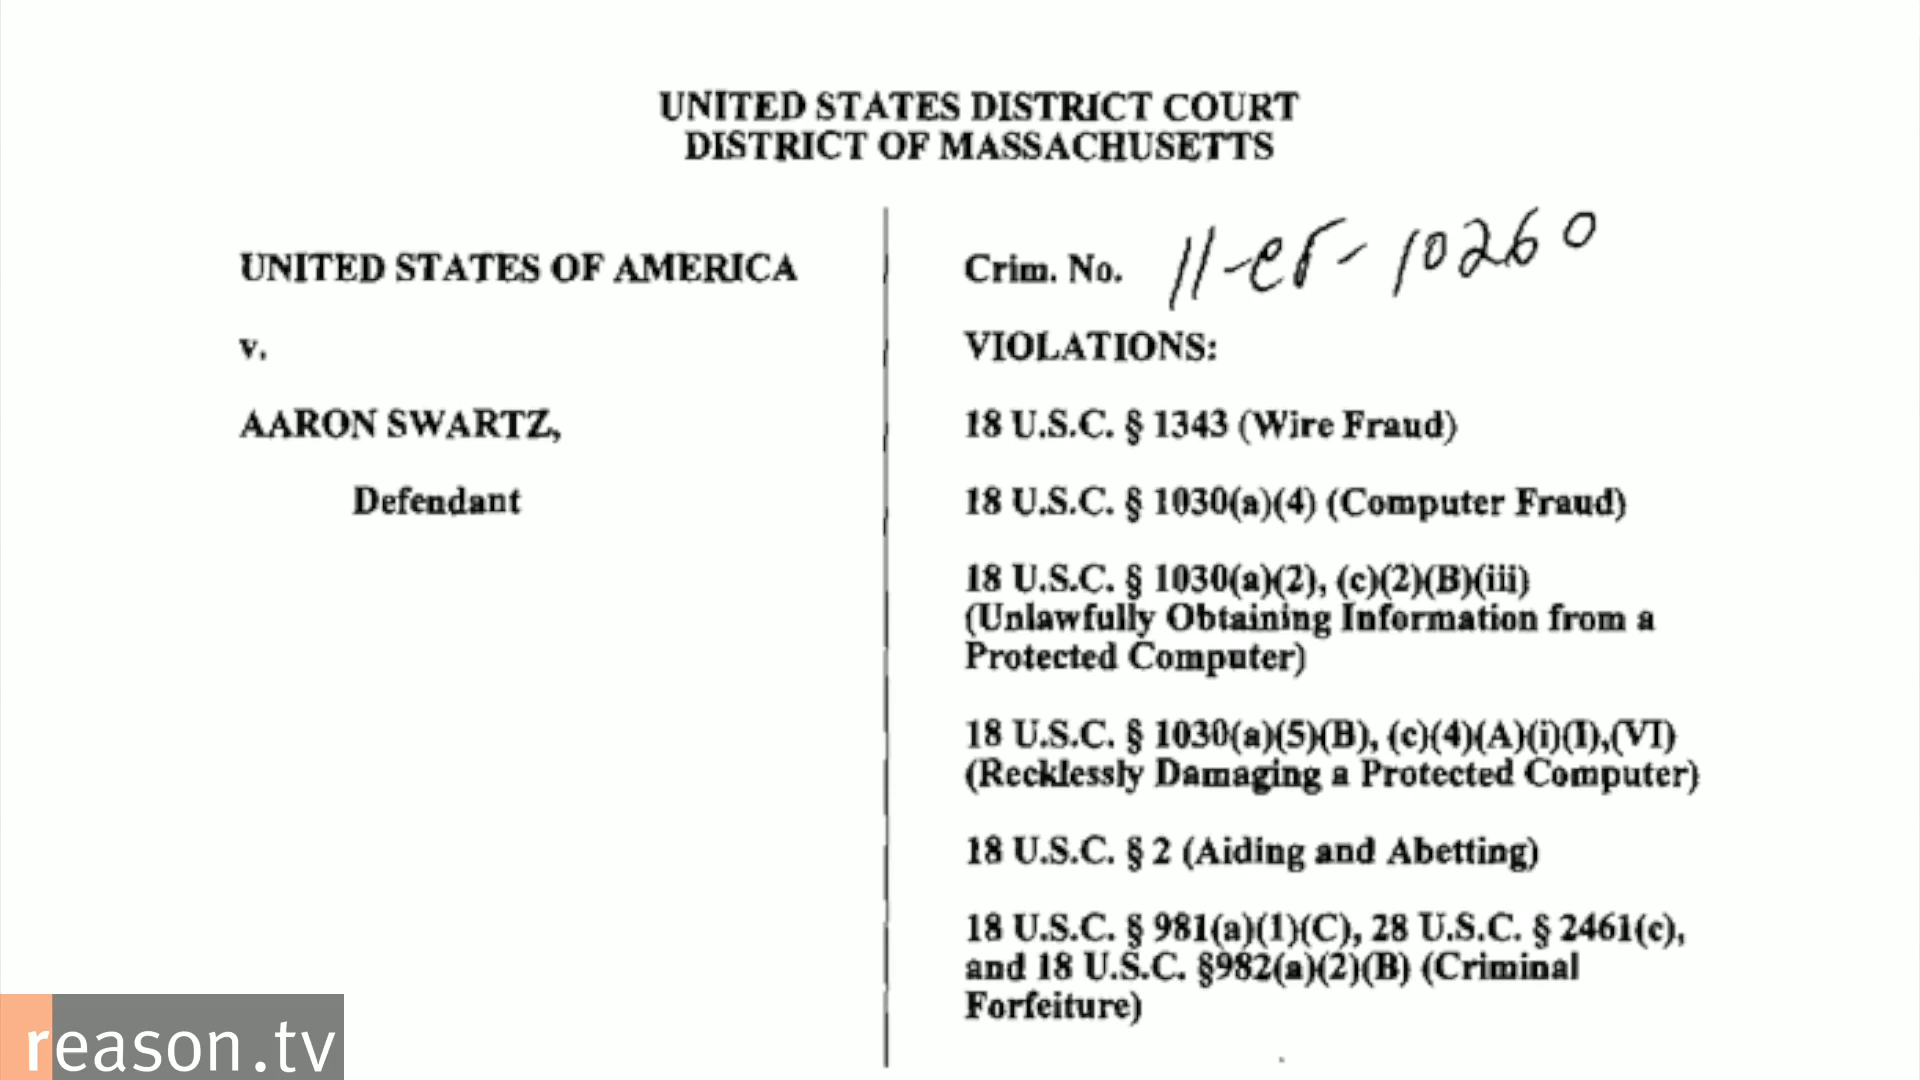 UNITED STATES DISTRICT COURT
DISTRICT OF MASSACHUSETTS
UNITED STATES OF AMERICA
v.
AARON SWARTZ,
Defendant
Crim. No. 11-cr-10260
VIOLATIONS:
18 U.S.C. § 1343 (Wire Fraud)
18 U.S.C. § 1030(a)(4) (Computer Fraud)
18 U.S.C. § 1030(a)(2), (c)(2)(B)(iii)
(Unlawfully Obtaining Information from a
Protected Computer)
18 U.S.C. § 1030(a)(5)(B), (c)(4)(A)(i)(I),(VI)
(Recklessly Damaging a Protected Computer)
18 U.S.C. § 2 (Aiding and Abetting)
18 U.S.C. § 981(a)(1)(C), 28 U.S.C. § 2461(c),
and 18 U.S.C. §982(a)(2)(B) (Criminal
Forfeiture)
reason.tv